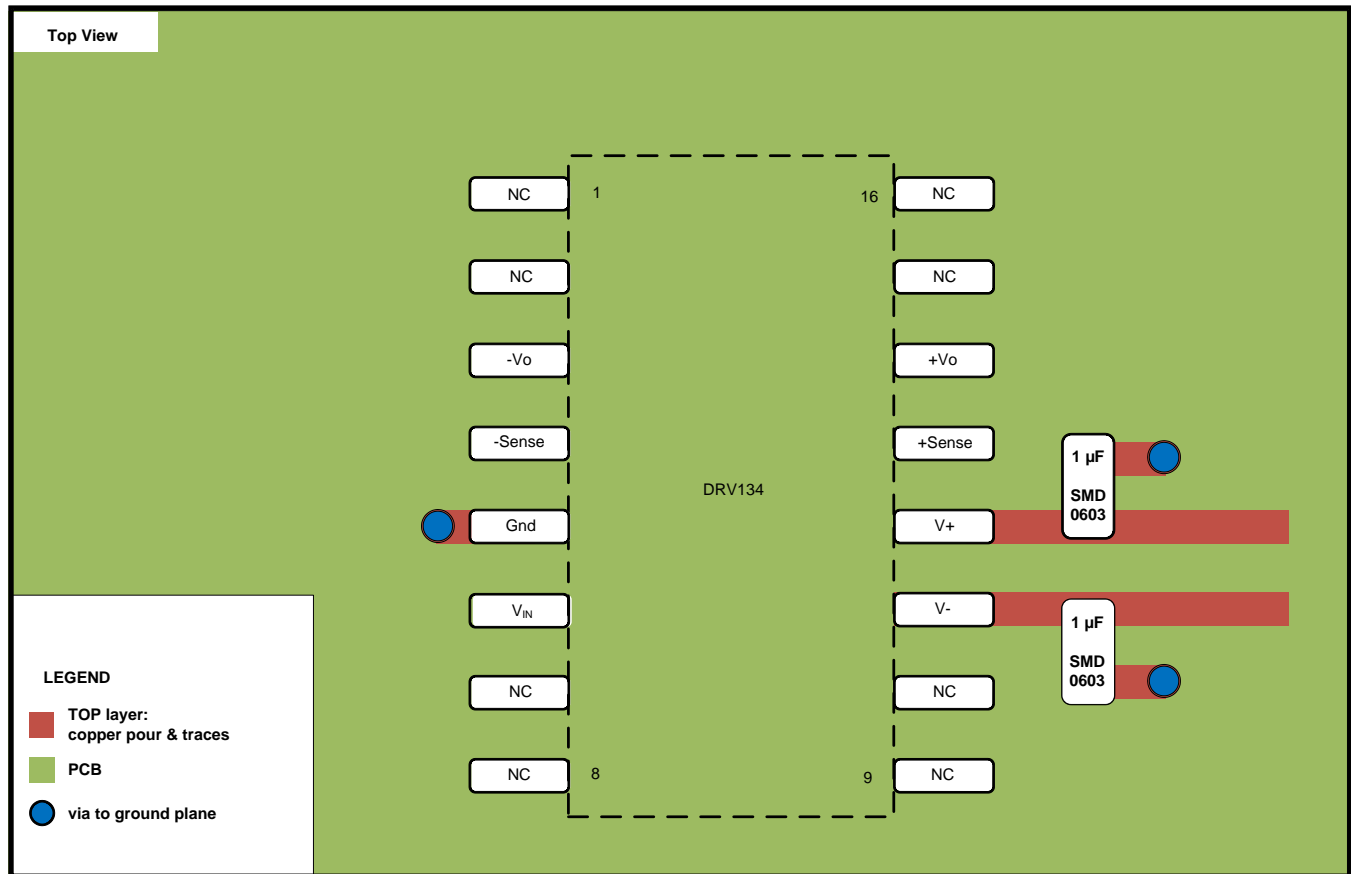 Top View
NC
1
16
NC
NC
NC
-Vo
+Vo
-Sense
+Sense
1 µF
SMD
0603
DRV134
Gnd
V+
VIN
V-
1 µF
SMD
0603
NC
NC
NC
8
9
NC
LEGEND
TOP layer:
copper pour & traces
PCB
via to ground plane